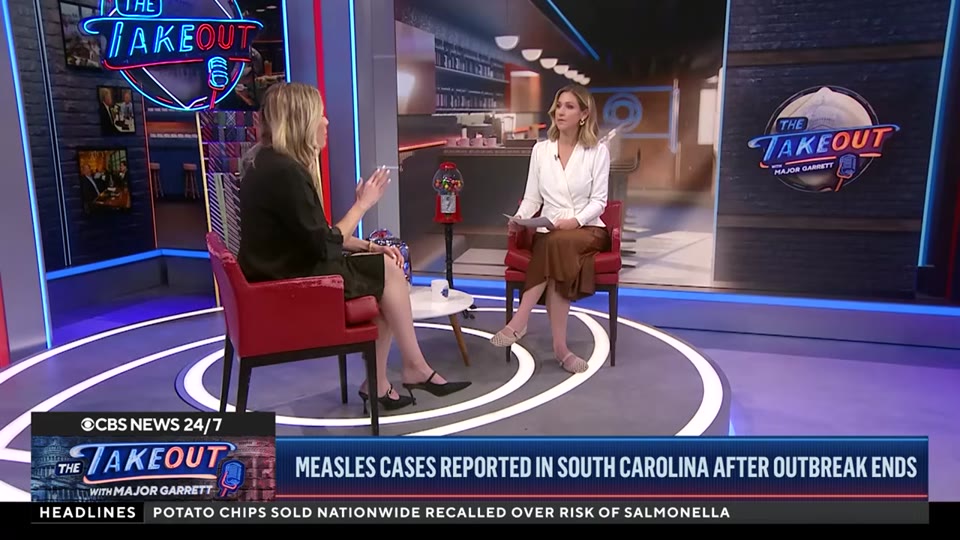 THE
TAKEOUT
THE
TAKEOUT
WITH
MAJOR GARRETT
CBS NEWS 24/7
THE TAKEOUT
WITH MAJOR GARRETT
MEASLES CASES REPORTED IN SOUTH CAROLINA AFTER OUTBREAK ENDS
HEADLINES
POTATO CHIPS SOLD NATIONWIDE RECALLED OVER RISK OF SALMONELLA